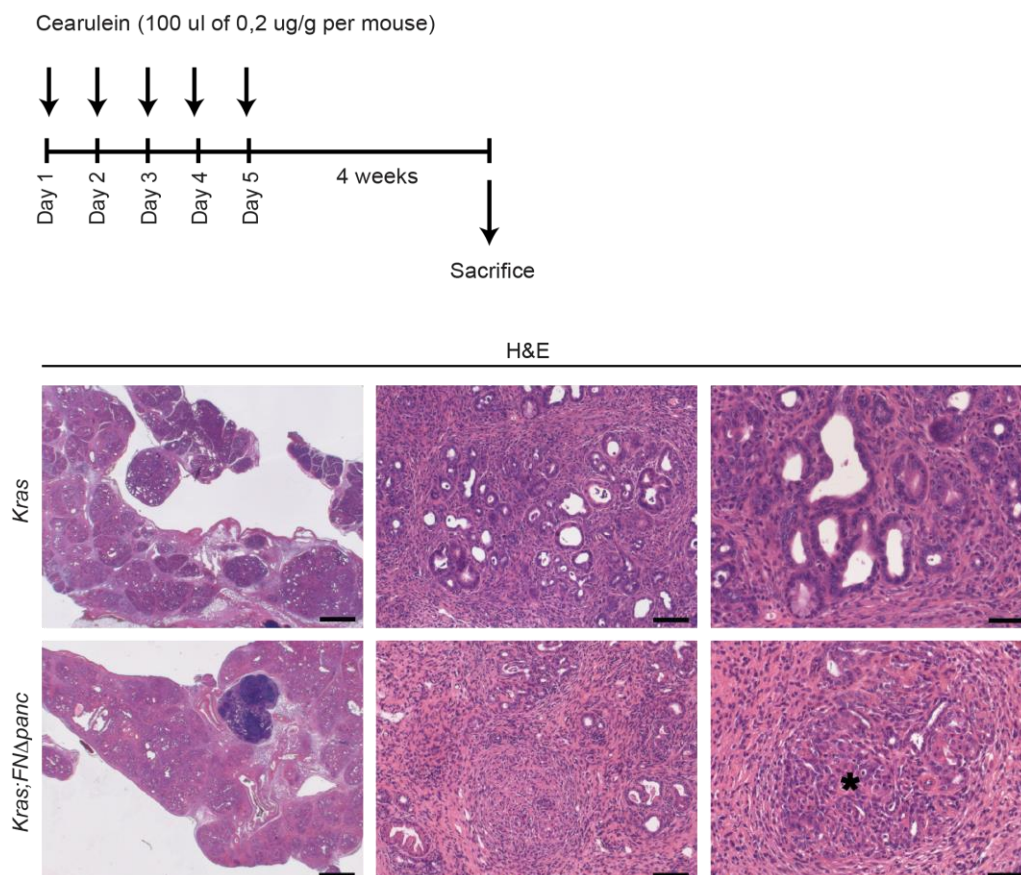 Cearulein (100 ul of 0,2 ug/g per mouse)
Day 1
Day 2
Day 3
Day 4
Day 5
4 weeks
Sacrifice
H&E
Kras
Kras;FNΔpanc
*